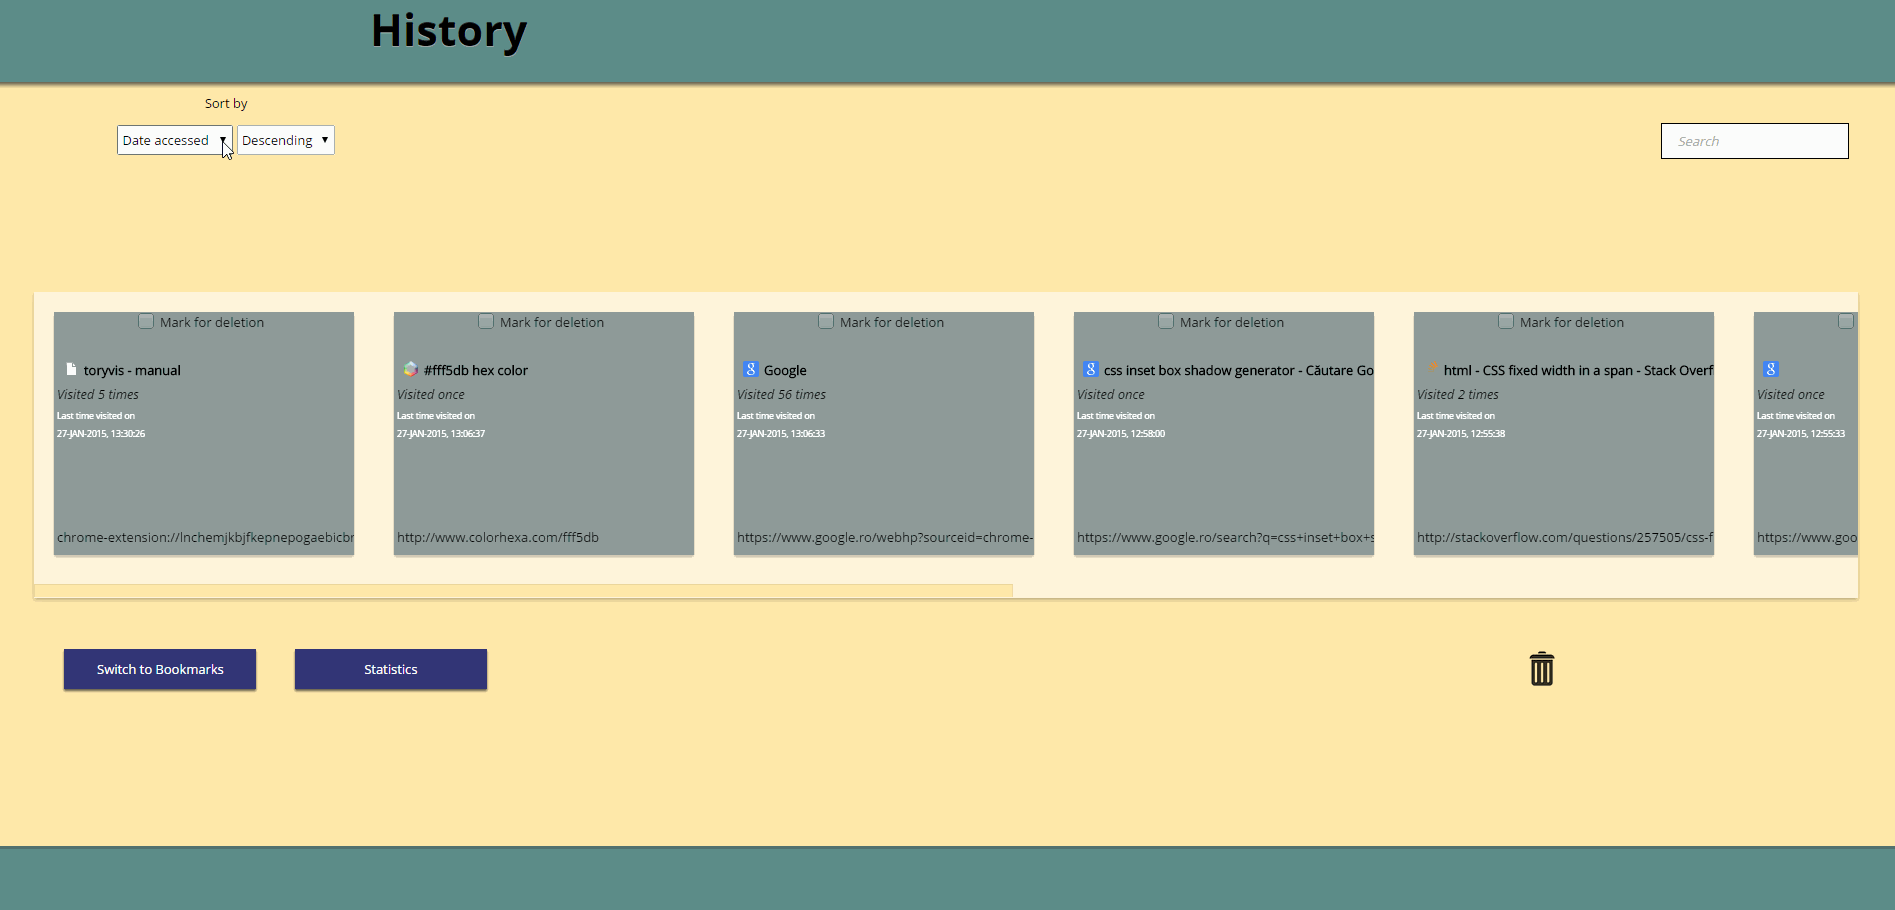 History
Sort by
Date accessed
Descending
Search
Mark for deletion
toryvis - manual
Visited 5 times
Last time visited on
27-JAN-2015, 13:30:26
chrome-extension://lnchemjkbjfkepnepogaebicbr
Mark for deletion
#fff5db hex color
Visited once
Last time visited on
27-JAN-2015, 13:06:37
http://www.colorhexa.com/fff5db
Mark for deletion
Google
Visited 56 times
Last time visited on
27-JAN-2015, 13:06:33
https://www.google.ro/webhp?sourceid=chrome-
Mark for deletion
css inset box shadow generator - Căutare Go
Visited once
Last time visited on
27-JAN-2015, 12:58:00
https://www.google.ro/search?q=css+inset+box+s
Mark for deletion
html - CSS fixed width in a span - Stack Overf
Visited 2 times
Last time visited on
27-JAN-2015, 12:55:38
http://stackoverflow.com/questions/257505/css-f
Visited once
Last time visited on
27-JAN-2015, 12:55:33
https://www.goo
Switch to Bookmarks
Statistics